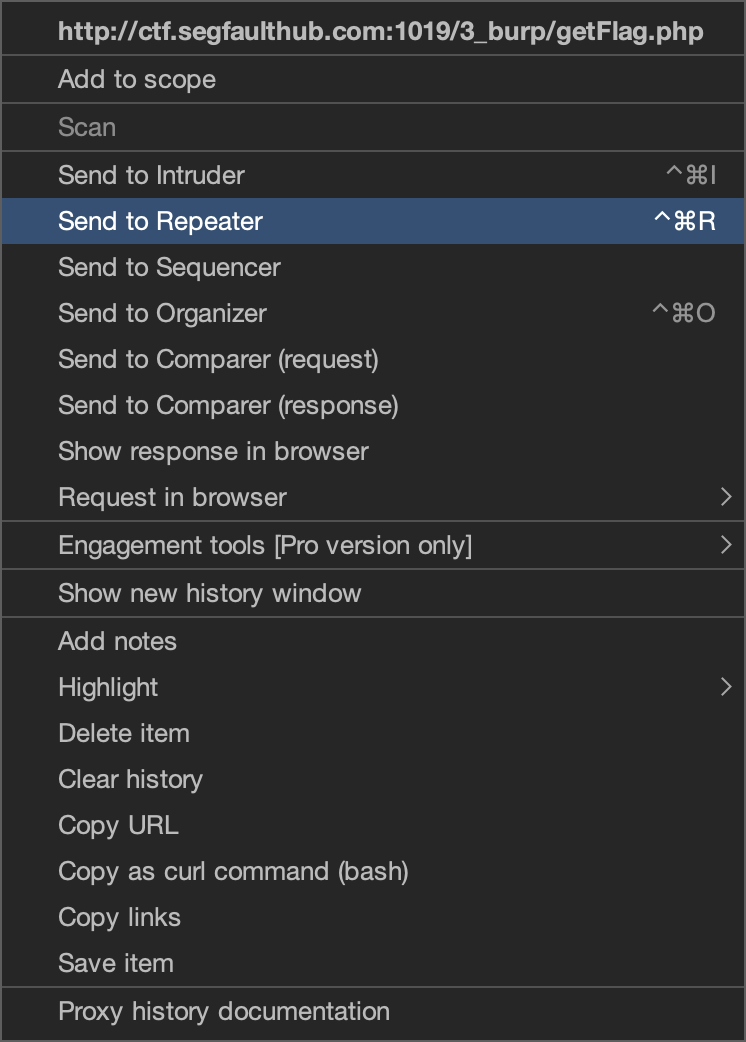 http://ctf.segfaulthub.com:1019/3_burp/getFlag.php
Add to scope
Scan
Send to Intruder ^⌘I
Send to Repeater ^⌘R
Send to Sequencer
Send to Organizer ^⌘O
Send to Comparer (request)
Send to Comparer (response)
Show response in browser
Request in browser
Engagement tools [Pro version only]
Show new history window
Add notes
Highlight
Delete item
Clear history
Copy URL
Copy as curl command (bash)
Copy links
Save item
Proxy history documentation